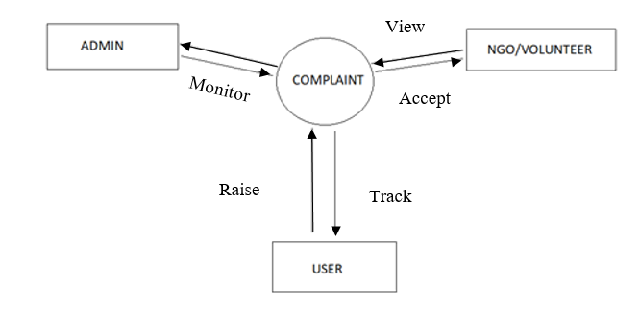 View
ADMIN
NGO/VOLUNTEER
COMPLAINT
Monitor
Accept
Raise
Track
USER